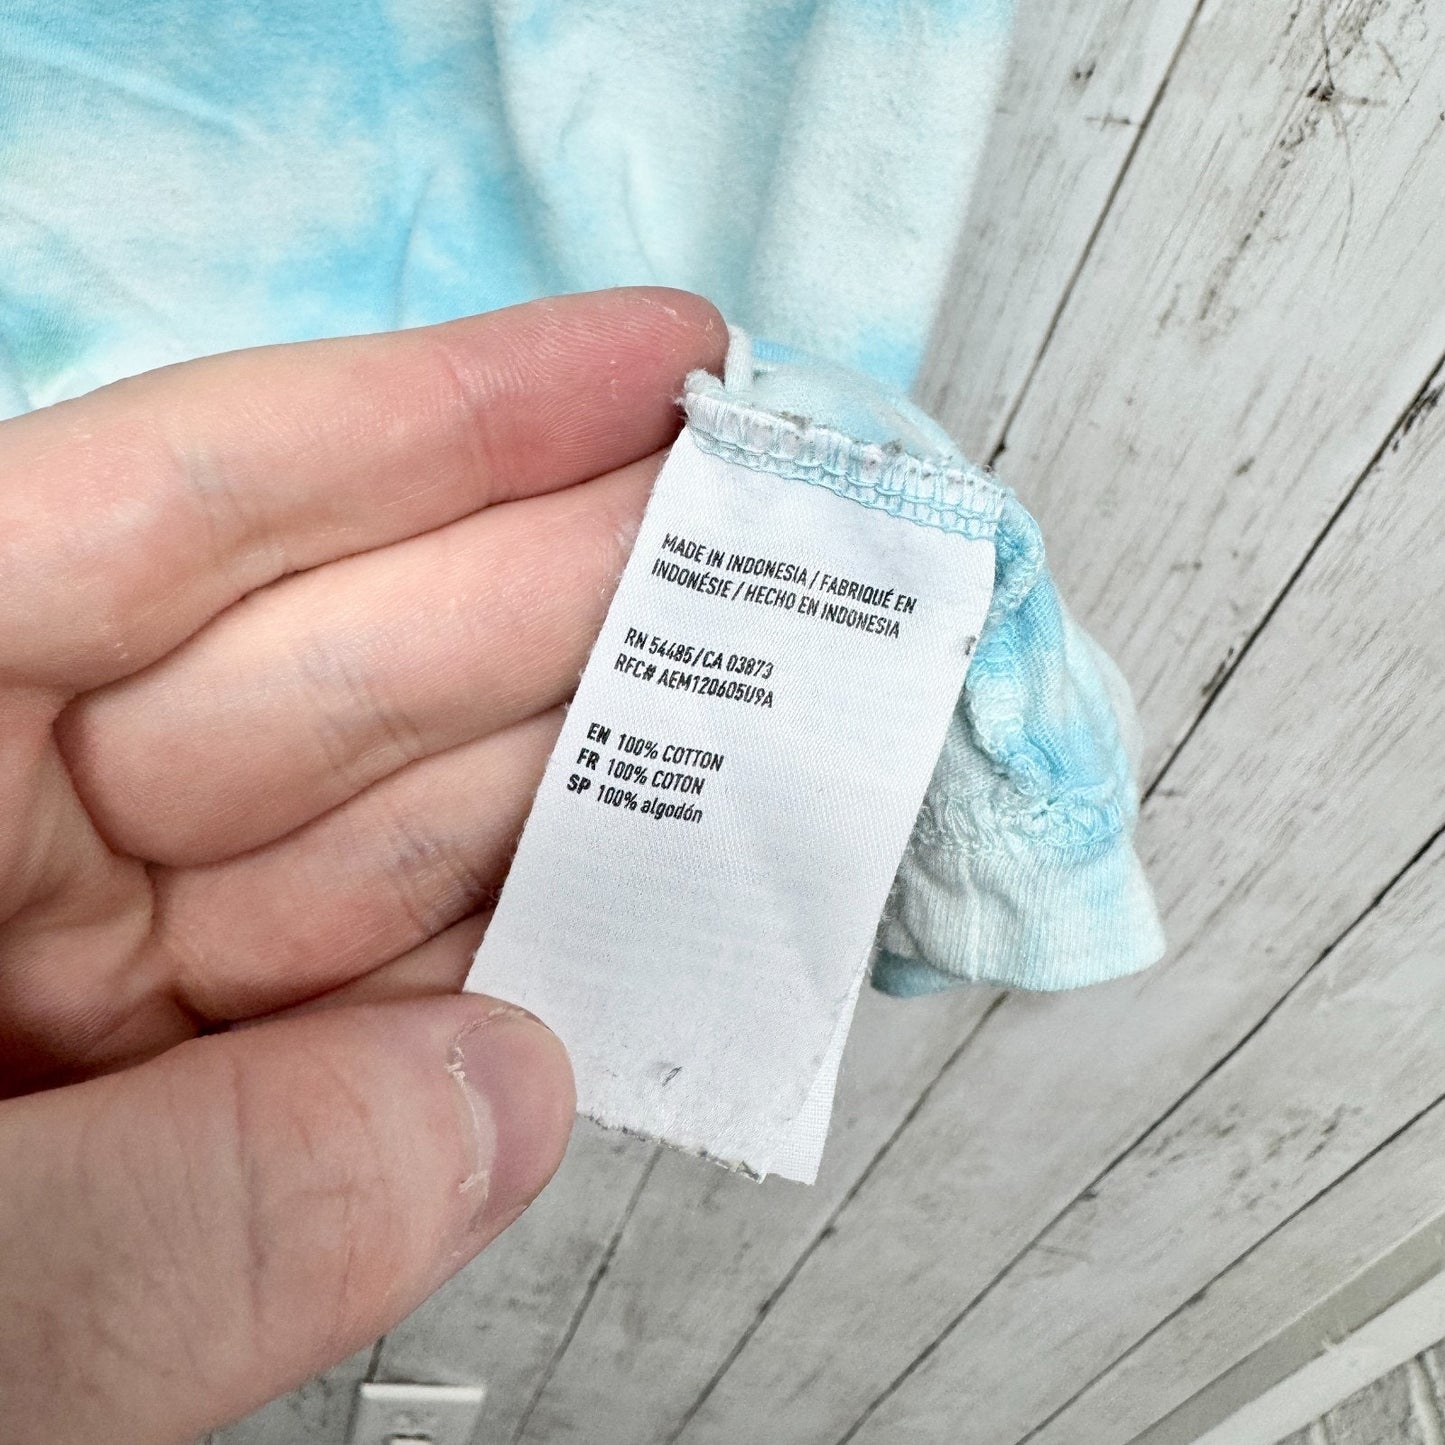 MADE IN INDONESIA / FABRIQUÉ EN
INDONÉSIE / HECHO EN INDONESIA
RN 54485/CA 03873
RFC# AEM120605U9A
EN 100% COTTON
FR 100% COTON
SP 100% algodón